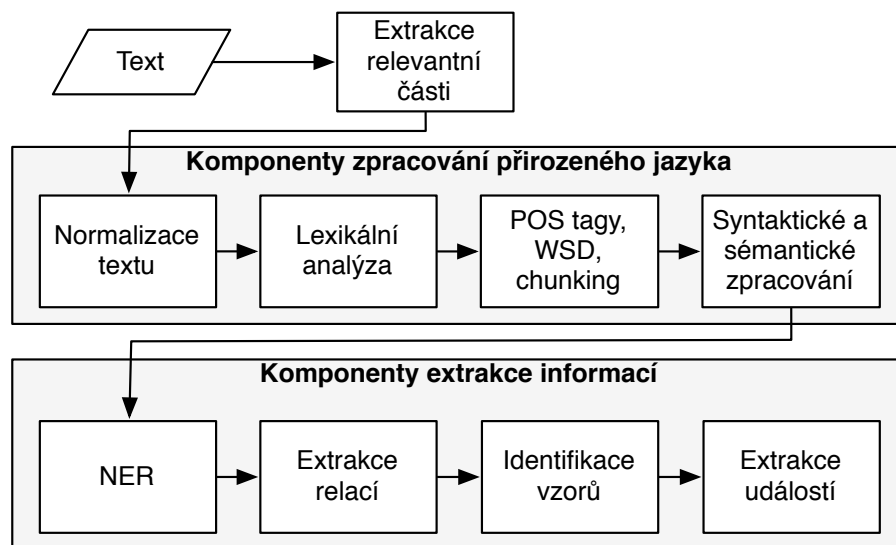 Text
Extrakce
relevantní
části
Komponenty zpracování přirozeného jazyka
Normalizace
textu
Lexikální
analýza
POS tagy,
WSD,
chunking
Syntaktické a
sémantické
zpracování
Komponenty extrakce informací
NER
Extrakce
relací
Identifikace
vzorů
Extrakce
událostí